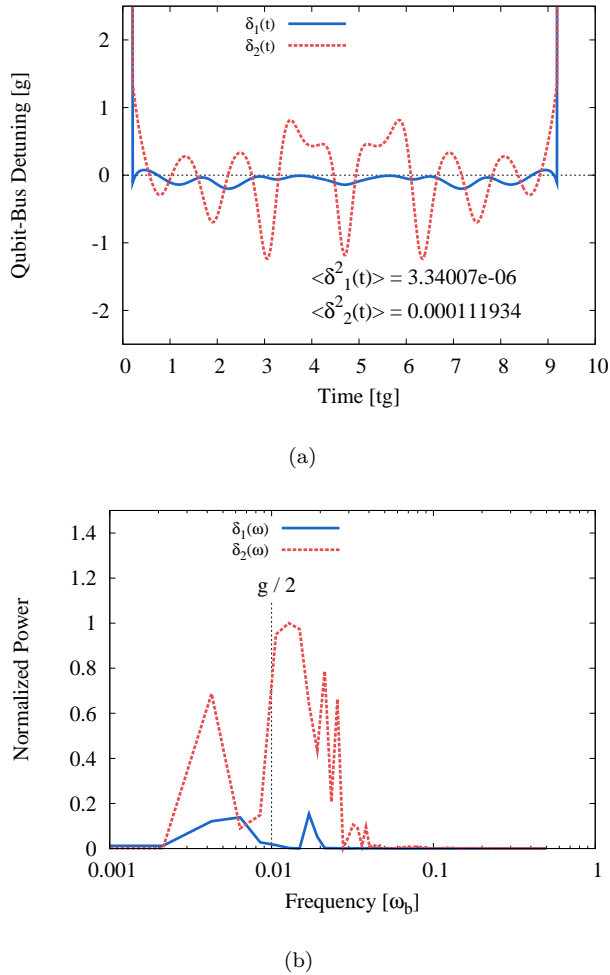 δ₁(t)
δ₂(t)
2
1
0
-1
-2
Qubit-Bus Detuning [g]
<δ²₁(t)> = 3.34007e-06
<δ²₂(t)> = 0.000111934
0 1 2 3 4 5 6 7 8 9 10
Time [tg]
(a)
δ₁(ω)
δ₂(ω)
g / 2
1.4
1.2
1
0.8
0.6
0.4
0.2
0
Normalized Power
0.001 0.01 0.1 1
Frequency [ω_b]
(b)